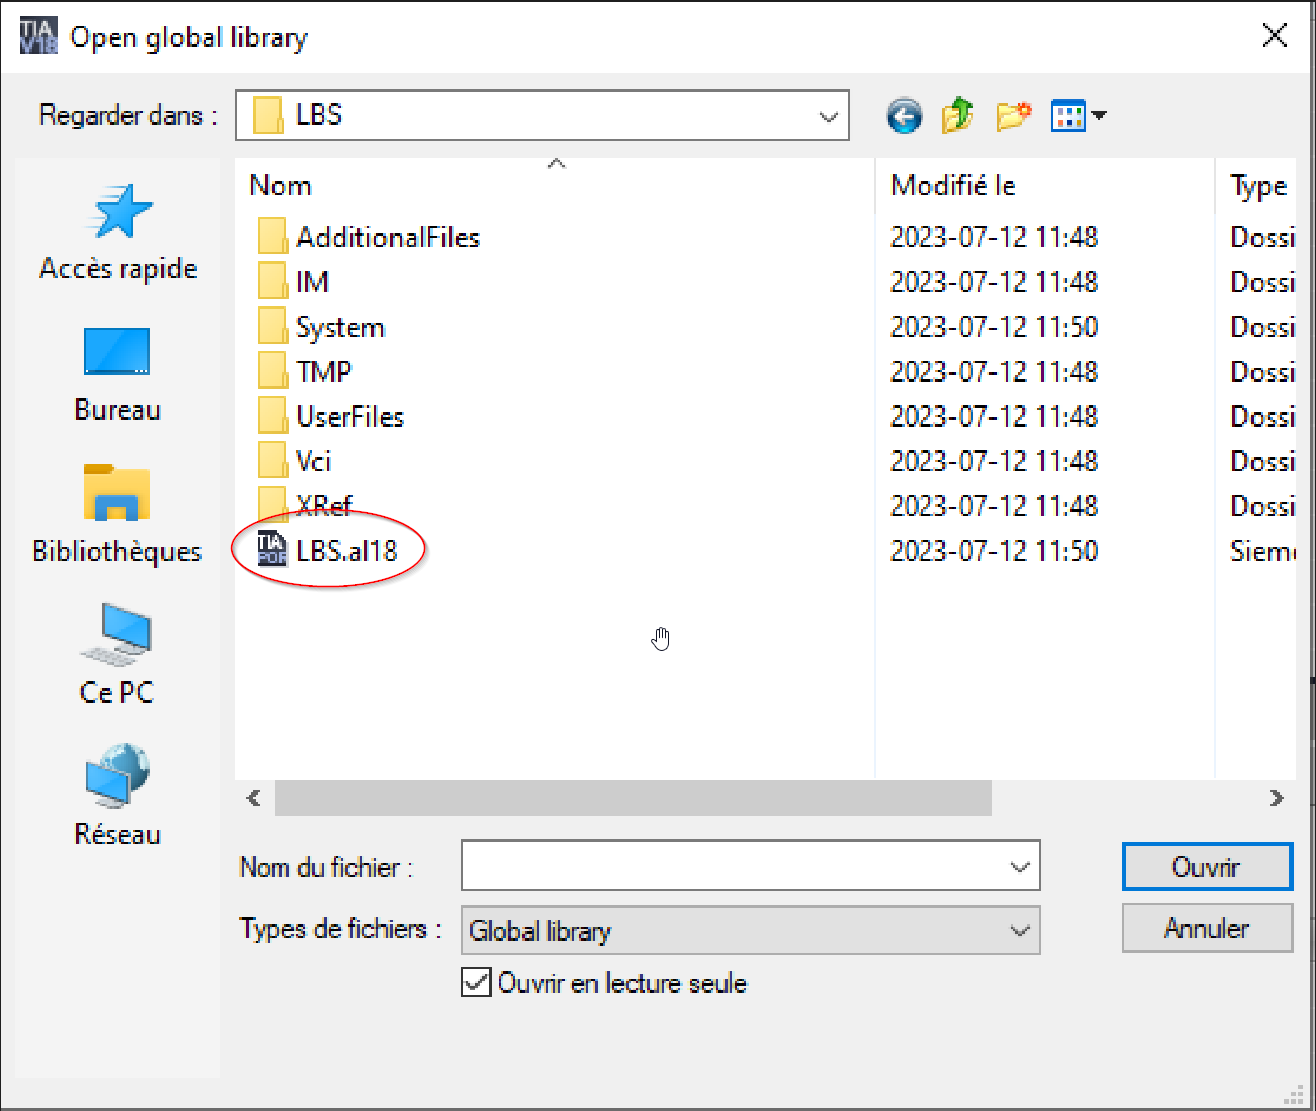 Open global library
Regarder dans :
LBS
Nom
Modifié le
Type
AdditionalFiles
2023-07-12 11:48
Dossi
IM
2023-07-12 11:48
Dossi
System
2023-07-12 11:50
Dossi
TMP
2023-07-12 11:48
Dossi
UserFiles
2023-07-12 11:48
Dossi
Vci
2023-07-12 11:48
Dossi
XRef
2023-07-12 11:48
Dossi
LBS.al18
2023-07-12 11:50
Sieme
Accès rapide
Bureau
Bibliothèques
Ce PC
Réseau
Nom du fichier :
Ouvrir
Types de fichiers :
Global library
Annuler
Ouvrir en lecture seule